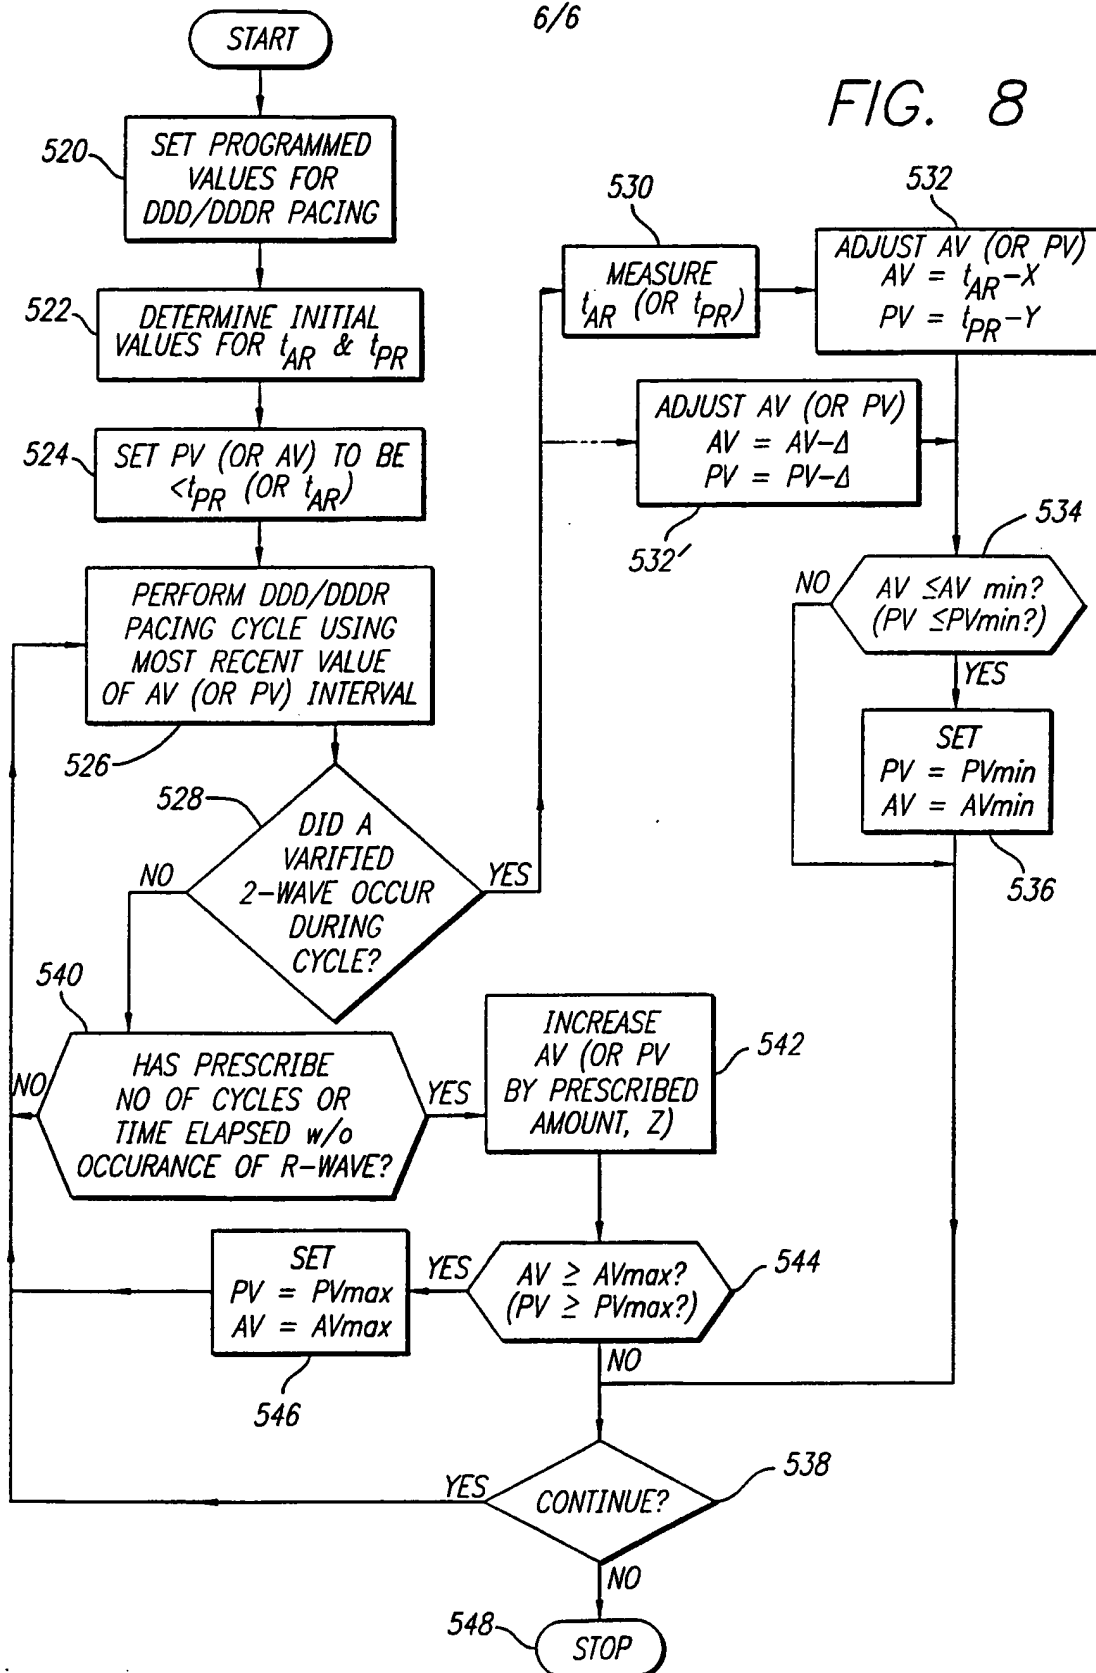 6/6
FIG. 8
START
520
SET PROGRAMMED
VALUES FOR
DDD/DDDR PACING
522
DETERMINE INITIAL
VALUES FOR tAR & tPR
524
SET PV (OR AV) TO BE
<tPR (OR tAR)
PERFORM DDD/DDDR
PACING CYCLE USING
MOST RECENT VALUE
OF AV (OR PV) INTERVAL
526
528
DID A
VARIFIED
2-WAVE OCCUR
DURING
CYCLE?
NO
YES
530
MEASURE
tAR (OR tPR)
532
ADJUST AV (OR PV)
AV = tAR-X
PV = tPR-Y
ADJUST AV (OR PV)
AV = AV-Δ
PV = PV-Δ
532'
534
NO
AV ≤AV min?
(PV ≤PVmin?)
YES
SET
PV = PVmin
AV = AVmin
536
540
HAS PRESCRIBE
NO OF CYCLES OR
TIME ELAPSED w/o
OCCURANCE OF R-WAVE?
NO
YES
INCREASE
AV (OR PV
BY PRESCRIBED
AMOUNT, Z)
542
AV ≥ AVmax?
(PV ≥ PVmax?)
544
YES
NO
SET
PV = PVmax
AV = AVmax
546
CONTINUE?
538
YES
NO
548
STOP